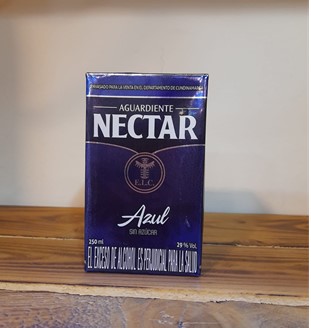 ENVASADO PARA LA VENTA EN EL DEPARTAMENTO DE CUNDINAMARCA
AGUARDIENTE
NECTAR
E.L.C.
Azul
SIN AZÚCAR
250 ml 29 % Vol.
EL EXCESO DE ALCOHOL ES PERJUDICIAL PARA LA SALUD